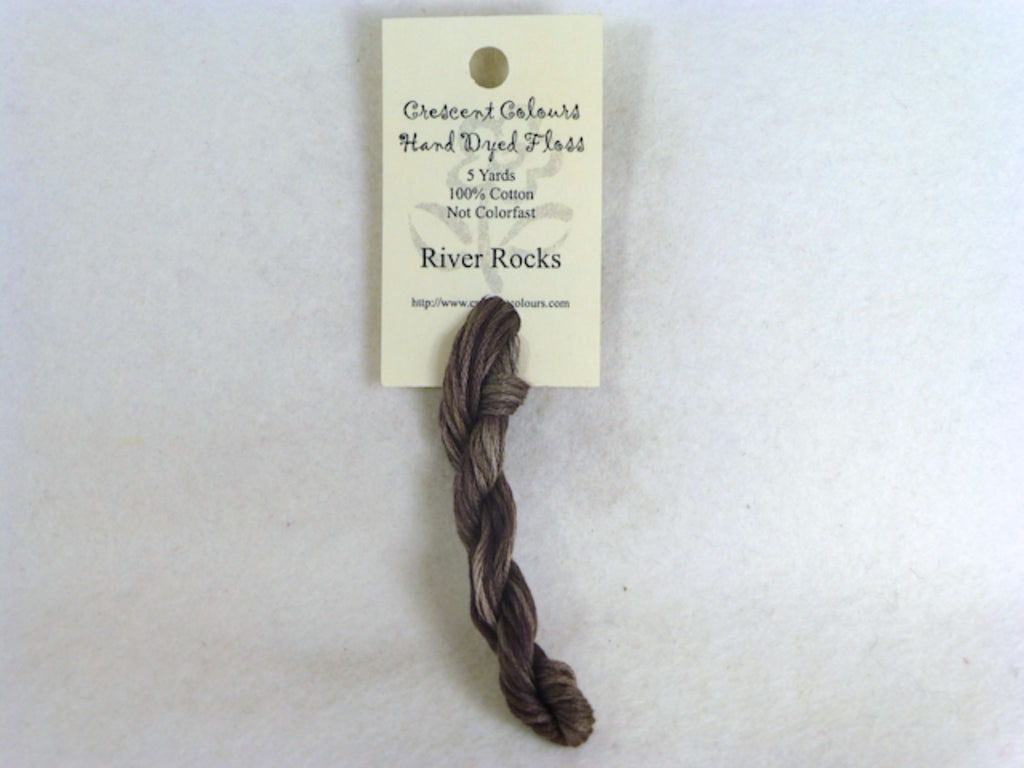 Crescent Colours
Hand Dyed Floss
5 Yards
100% Cotton
Not Colorfast
River Rocks